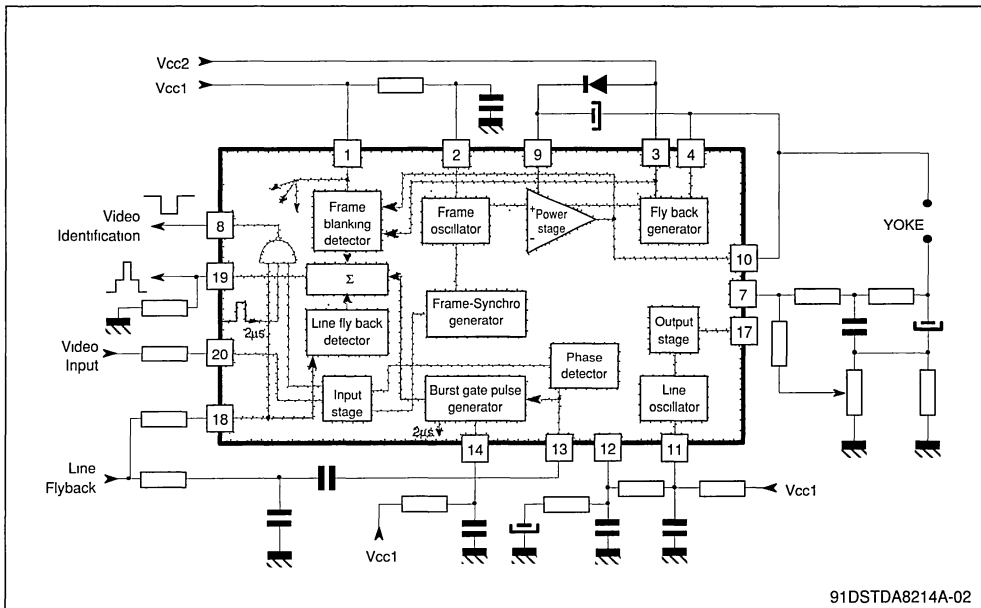 Vcc2
Vcc1
1
2
9
3
4
Video
Identification
8
Frame
blanking
detector
Frame
oscillator
+
Power
stage
-
Fly back
generator
YOKE
10
19
Σ
7
2µs
Frame-Synchro
generator
Line fly back
detector
Output
stage
17
Video
Input
20
Phase
detector
Input
stage
Burst gate pulse
generator
Line
oscillator
18
2µs
14
13
12
11
Line
Flyback
Vcc1
Vcc1
91DSTDA8214A-02